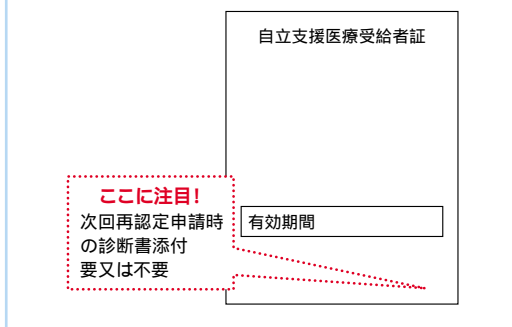 自立支援医療受給者証
ここに注目!
次回再認定申請時
の診断書添付
要又は不要
有効期間